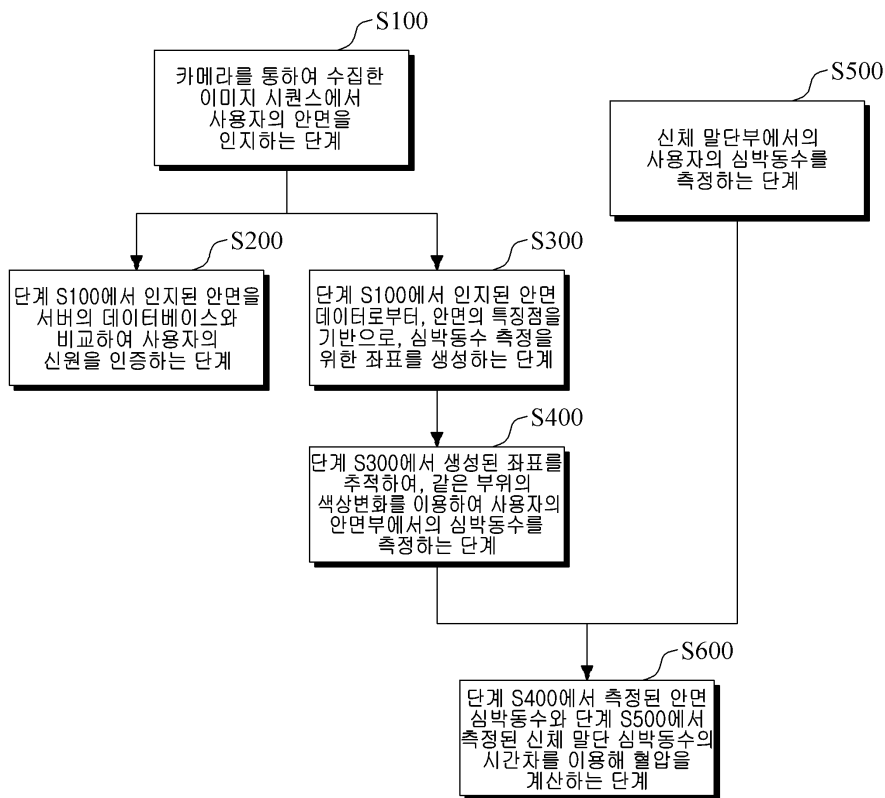 S100
카메라를 통하여 수집한
이미지 시퀀스에서
사용자의 안면을
인지하는 단계
S500
신체 말단부에서의
사용자의 심박동수를
측정하는 단계
S200
단계 S100에서 인지된 안면을
서버의 데이터베이스와
비교하여 사용자의
신원을 인증하는 단계
S300
단계 S100에서 인지된 안면
데이터로부터, 안면의 특징점을
기반으로, 심박동수 측정을
위한 좌표를 생성하는 단계
S400
단계 S300에서 생성된 좌표를
추적하여, 같은 부위의
색상변화를 이용하여 사용자의
안면부에서의 심박동수를
측정하는 단계
S600
단계 S400에서 측정된 안면
심박동수와 단계 S500에서
측정된 신체 말단 심박동수의
시간차를 이용해 혈압을
계산하는 단계